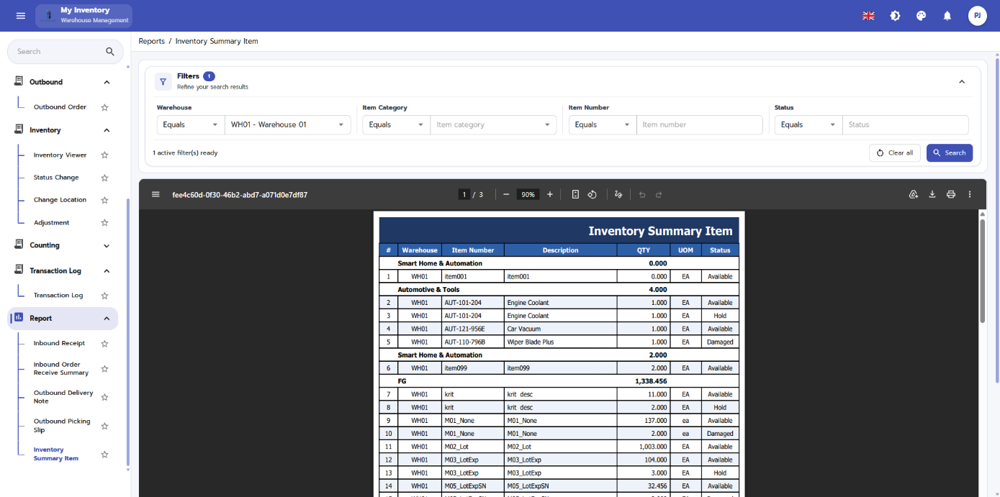 My Inventory
Warehouse Management
PJ
Search
Outbound
Outbound Order
Inventory
Inventory Viewer
Status Change
Change Location
Adjustment
Counting
Transaction Log
Transaction Log
Report
Inbound Receipt
Inbound Order
Receive Summary
Outbound Delivery
Note
Outbound Picking
Slip
Inventory
Summary Item
Reports / Inventory Summary Item
Filters 1
Refine your search results
Warehouse Item Category Item Number Status
Equals WH01 - Warehouse 01 Equals Item category Equals Item number Equals Status
1 active filter(s) ready Clear all Search
fee4c60d-0f30-46b2-abd7-a071d0e7df87 1 / 3 90%
Inventory Summary Item
# Warehouse Item Number Description QTY UOM Status
Smart Home & Automation 0.000
1 WH01 item001 item001 0.000 EA Available
Automotive & Tools 4.000
2 WH01 AUT-101-204 Engine Coolant 1.000 EA Available
3 WH01 AUT-101-204 Engine Coolant 1.000 EA Hold
4 WH01 AUT-121-956E Car Vacuum 1.000 EA Available
5 WH01 AUT-110-796B Wiper Blade Plus 1.000 EA Damaged
Smart Home & Automation 2.000
6 WH01 item099 item099 2.000 EA Available
FG 1,338.456
7 WH01 krit krit desc 11.000 EA Available
8 WH01 krit krit desc 2.000 EA Hold
9 WH01 M01_None M01_None 137.000 ea Available
10 WH01 M01_None M01_None 2.000 ea Damaged
11 WH01 M02_Lot M02_Lot 1,003.000 EA Available
12 WH01 M03_LotExp M03_LotExp 104.000 EA Available
13 WH01 M03_LotExp M03_LotExp 3.000 EA Hold
14 WH01 M05_LotExpSN M05_LotExpSN 32.456 EA Available